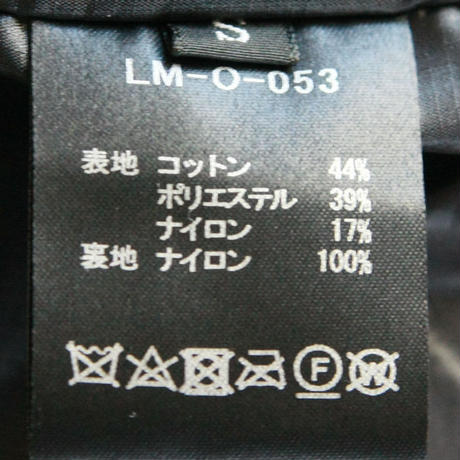 S
LM-O-053
表地 コットン 44%
ポリエステル 39%
ナイロン 17%
裏地 ナイロン 100%
F W